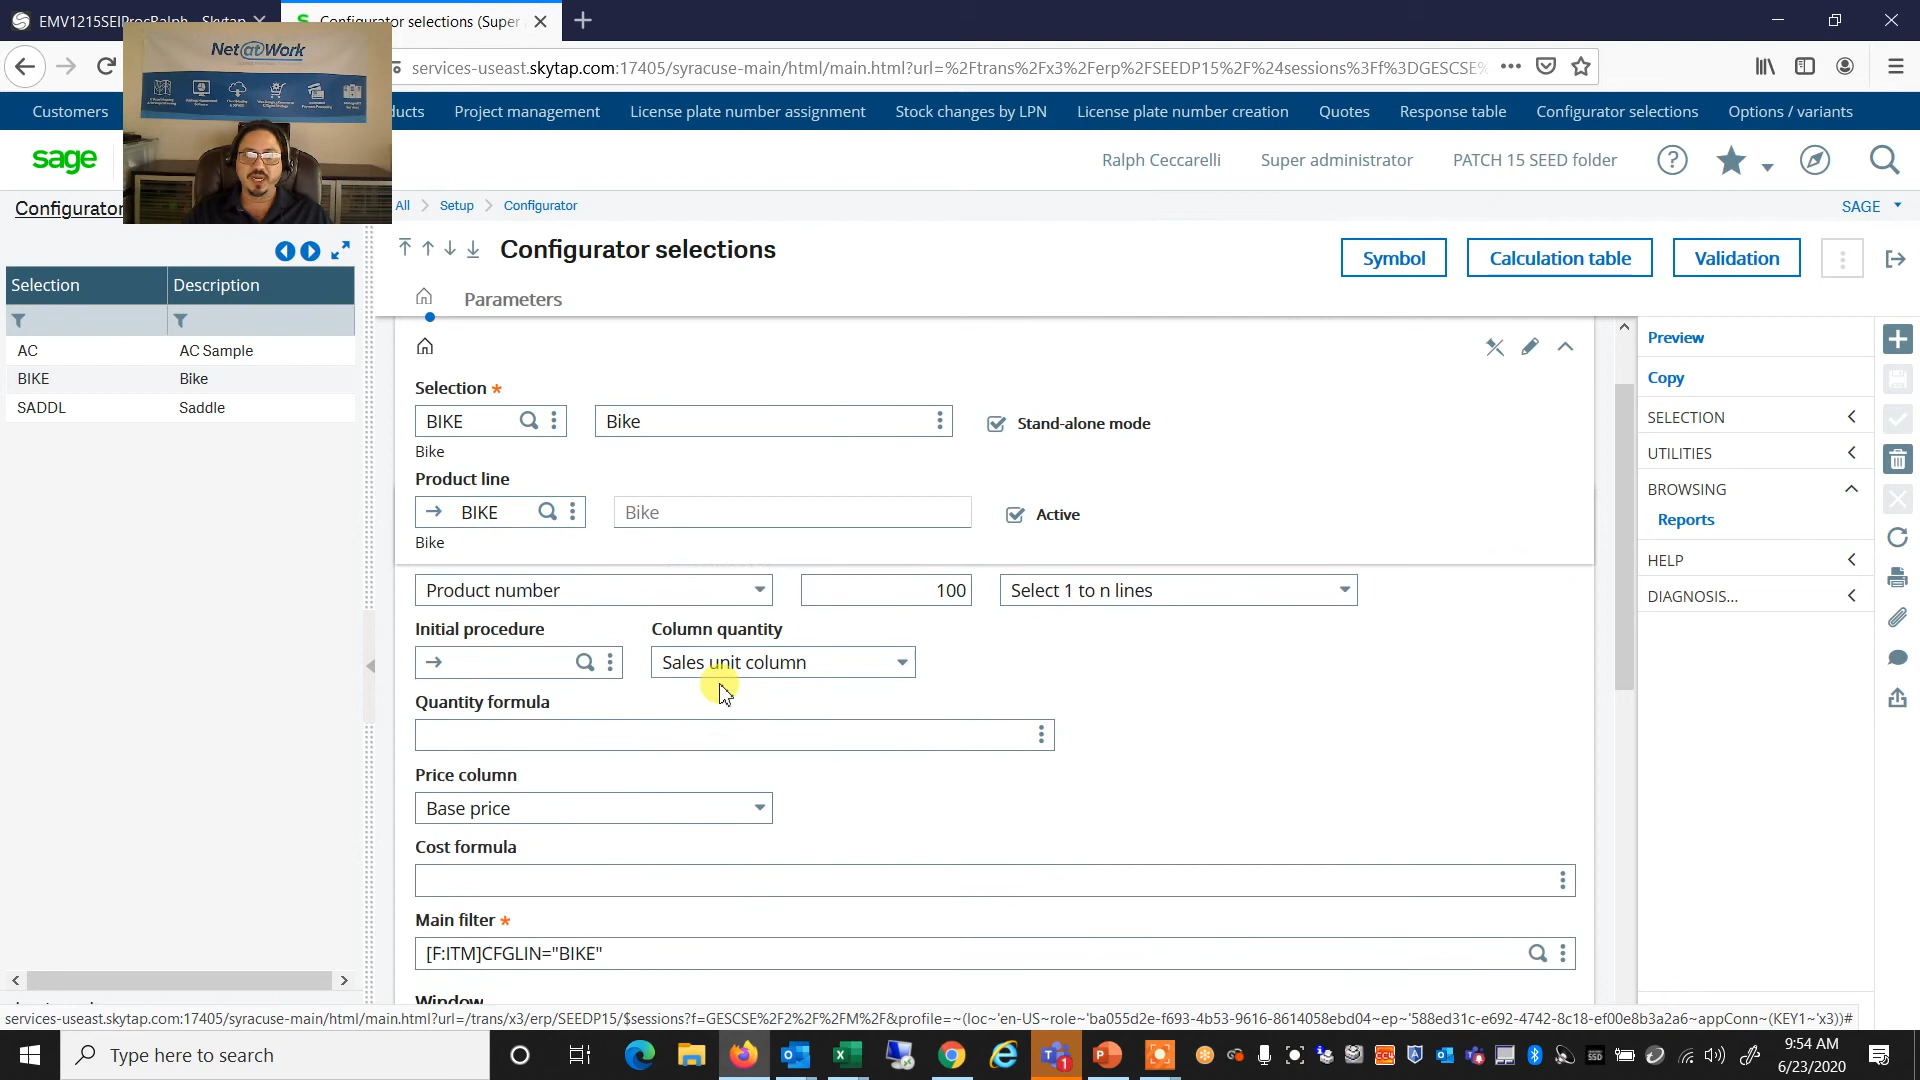 EMV1215SEIProcRalph - Skytap
Configurator selections (Super
Net@Work
services-useast.skytap.com:17405/syracuse-main/html/main.html?url=%2Ftrans%2Fx3%2Ferp%2FSEEDP15%2F%24sessions%3Ff%3DGESCSE%
Customers
ducts
Project management
License plate number assignment
Stock changes by LPN
License plate number creation
Quotes
Response table
Configurator selections
Options / variants
sage
Ralph Ceccarelli
Super administrator
PATCH 15 SEED folder
Configurator
All
Setup
Configurator
SAGE
Configurator selections
Symbol
Calculation table
Validation
Parameters
Selection
Description
AC
AC Sample
BIKE
Bike
SADDL
Saddle
Selection *
BIKE
Bike
Stand-alone mode
Bike
Product line
BIKE
Bike
Active
Bike
Product number
100
Select 1 to n lines
Initial procedure
Column quantity
Sales unit column
Quantity formula
Price column
Base price
Cost formula
Main filter *
[F:ITM]CFGLIN="BIKE"
Window
Preview
Copy
SELECTION
UTILITIES
BROWSING
Reports
HELP
DIAGNOSIS...
services-useast.skytap.com:17405/syracuse-main/html/main.html?url=/trans/x3/erp/SEEDP15/$sessions?f=GESCSE%2F2%2F%2FM%2F&profile=~(loc~'en-US~role~'ba055d2e-f693-4b53-9616-8614058ebd04~ep~'588ed31c-e692-4742-8c18-ef00e8b3a2a6~appConn~(KEY1~'x3))#
Type here to search
9:54 AM
6/23/2020